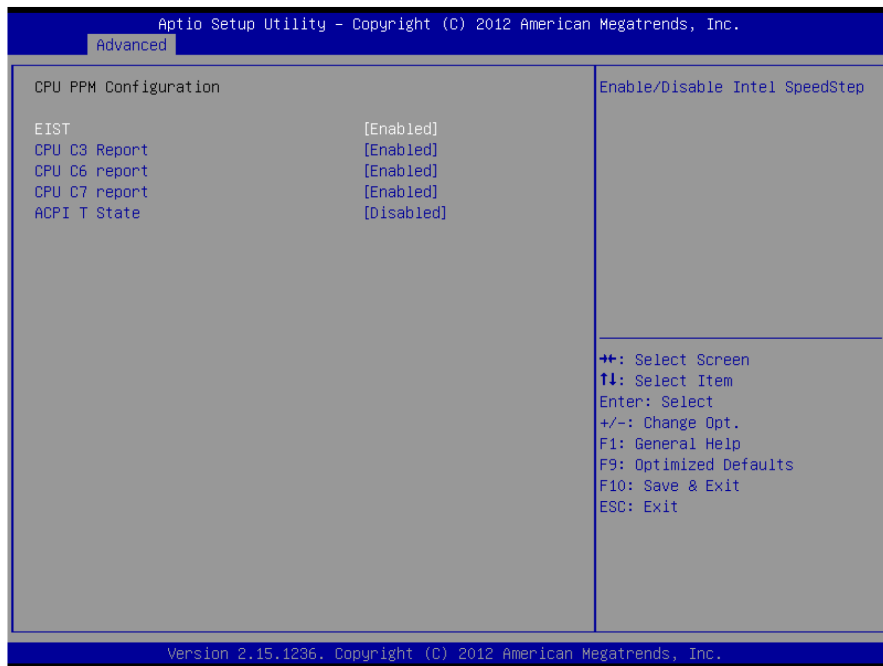 Aptio Setup Utility – Copyright (C) 2012 American Megatrends, Inc.
Advanced
CPU PPM Configuration
EIST [Enabled]
CPU C3 Report [Enabled]
CPU C6 report [Enabled]
CPU C7 report [Enabled]
ACPI T State [Disabled]
Enable/Disable Intel SpeedStep
→←: Select Screen
↑↓: Select Item
Enter: Select
+/-: Change Opt.
F1: General Help
F9: Optimized Defaults
F10: Save & Exit
ESC: Exit
Version 2.15.1236. Copyright (C) 2012 American Megatrends, Inc.